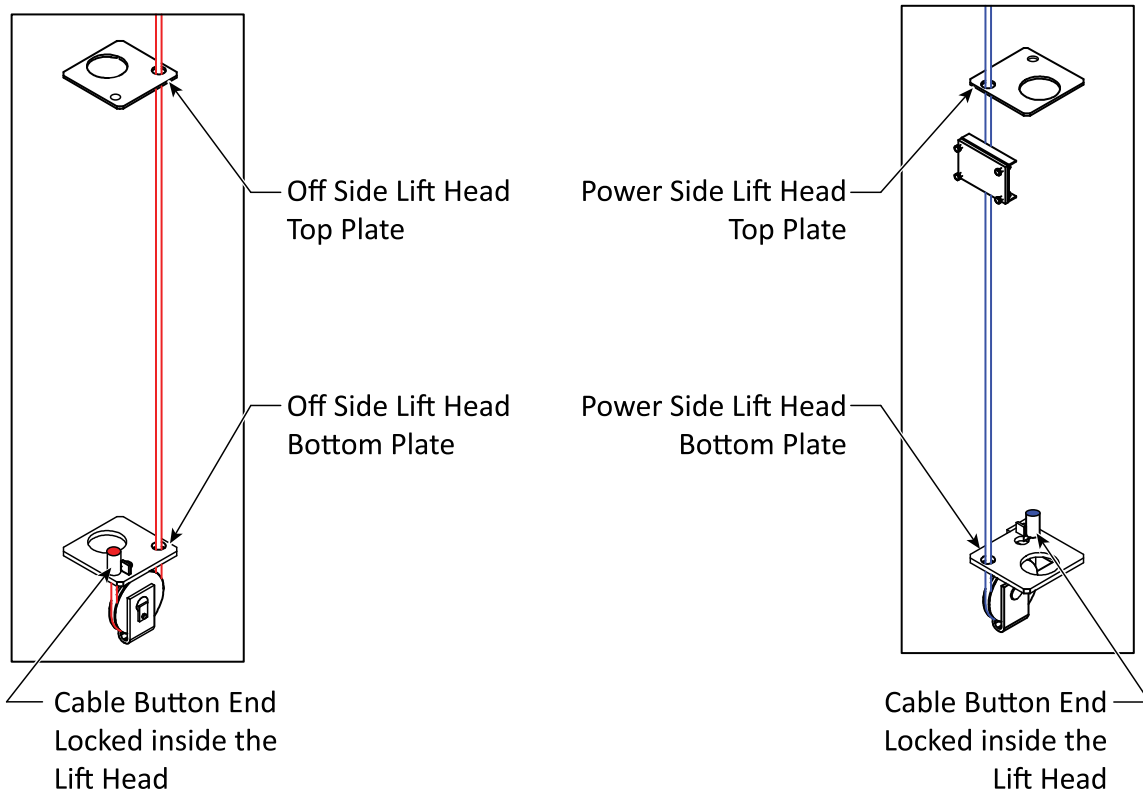 Off Side Lift Head
Top Plate
Power Side Lift Head
Top Plate
Off Side Lift Head
Bottom Plate
Power Side Lift Head
Bottom Plate
Cable Button End
Locked inside the
Lift Head
Cable Button End
Locked inside the
Lift Head